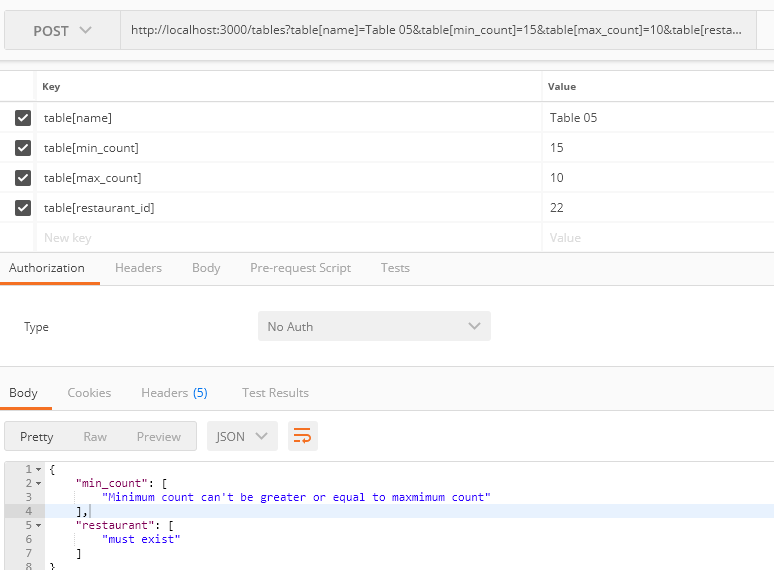 POST http://localhost:3000/tables?table[name]=Table 05&table[min_count]=15&table[max_count]=10&table[resta...
Key Value
table[name] Table 05
table[min_count] 15
table[max_count] 10
table[restaurant_id] 22
New key Value
Authorization Headers Body Pre-request Script Tests
Type No Auth
Body Cookies Headers (5) Test Results
Pretty Raw Preview JSON
1 {
2 "min_count": [
3 "Minimum count can't be greater or equal to maxmimum count"
4 ],
5 "restaurant": [
6 "must exist"
7 ]
8 }